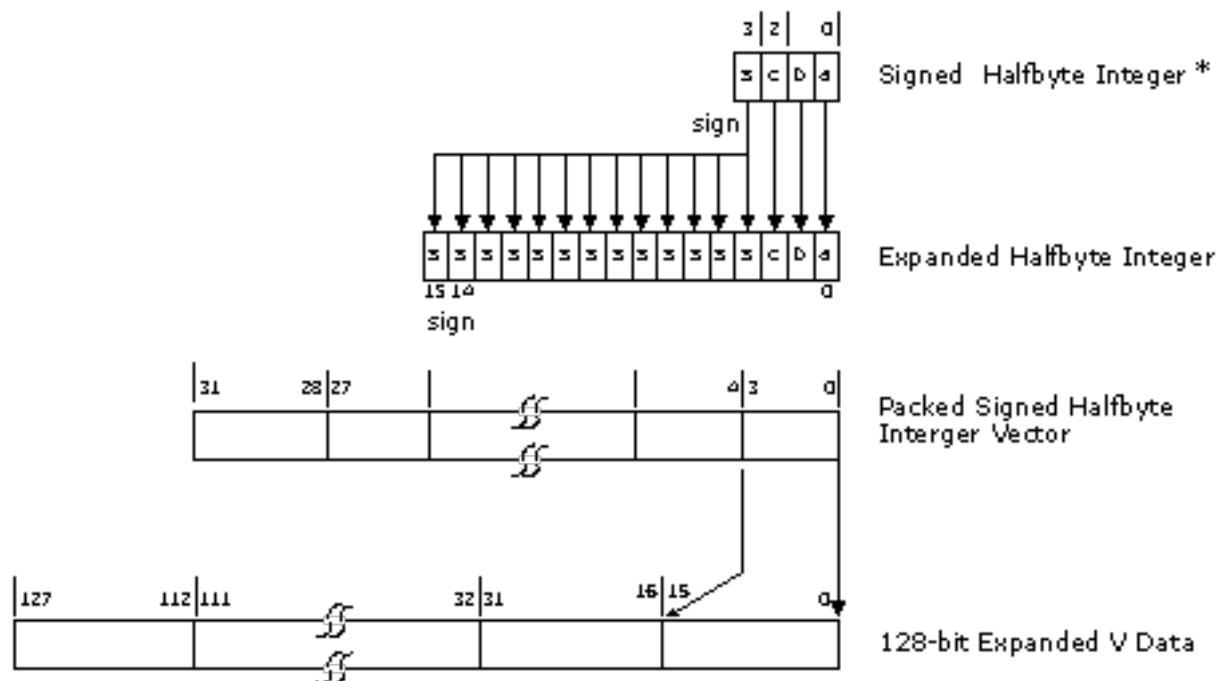 3 2 0
s c b a Signed Halfbyte Integer *
sign
s s s s s s s s s s s s s c b a Expanded Halfbyte Integer
15 14 0
sign
31 28 27 4 3 0
Packed Signed Halfbyte
Interger Vector
127 112 111 32 31 16 15 0
128-bit Expanded V Data